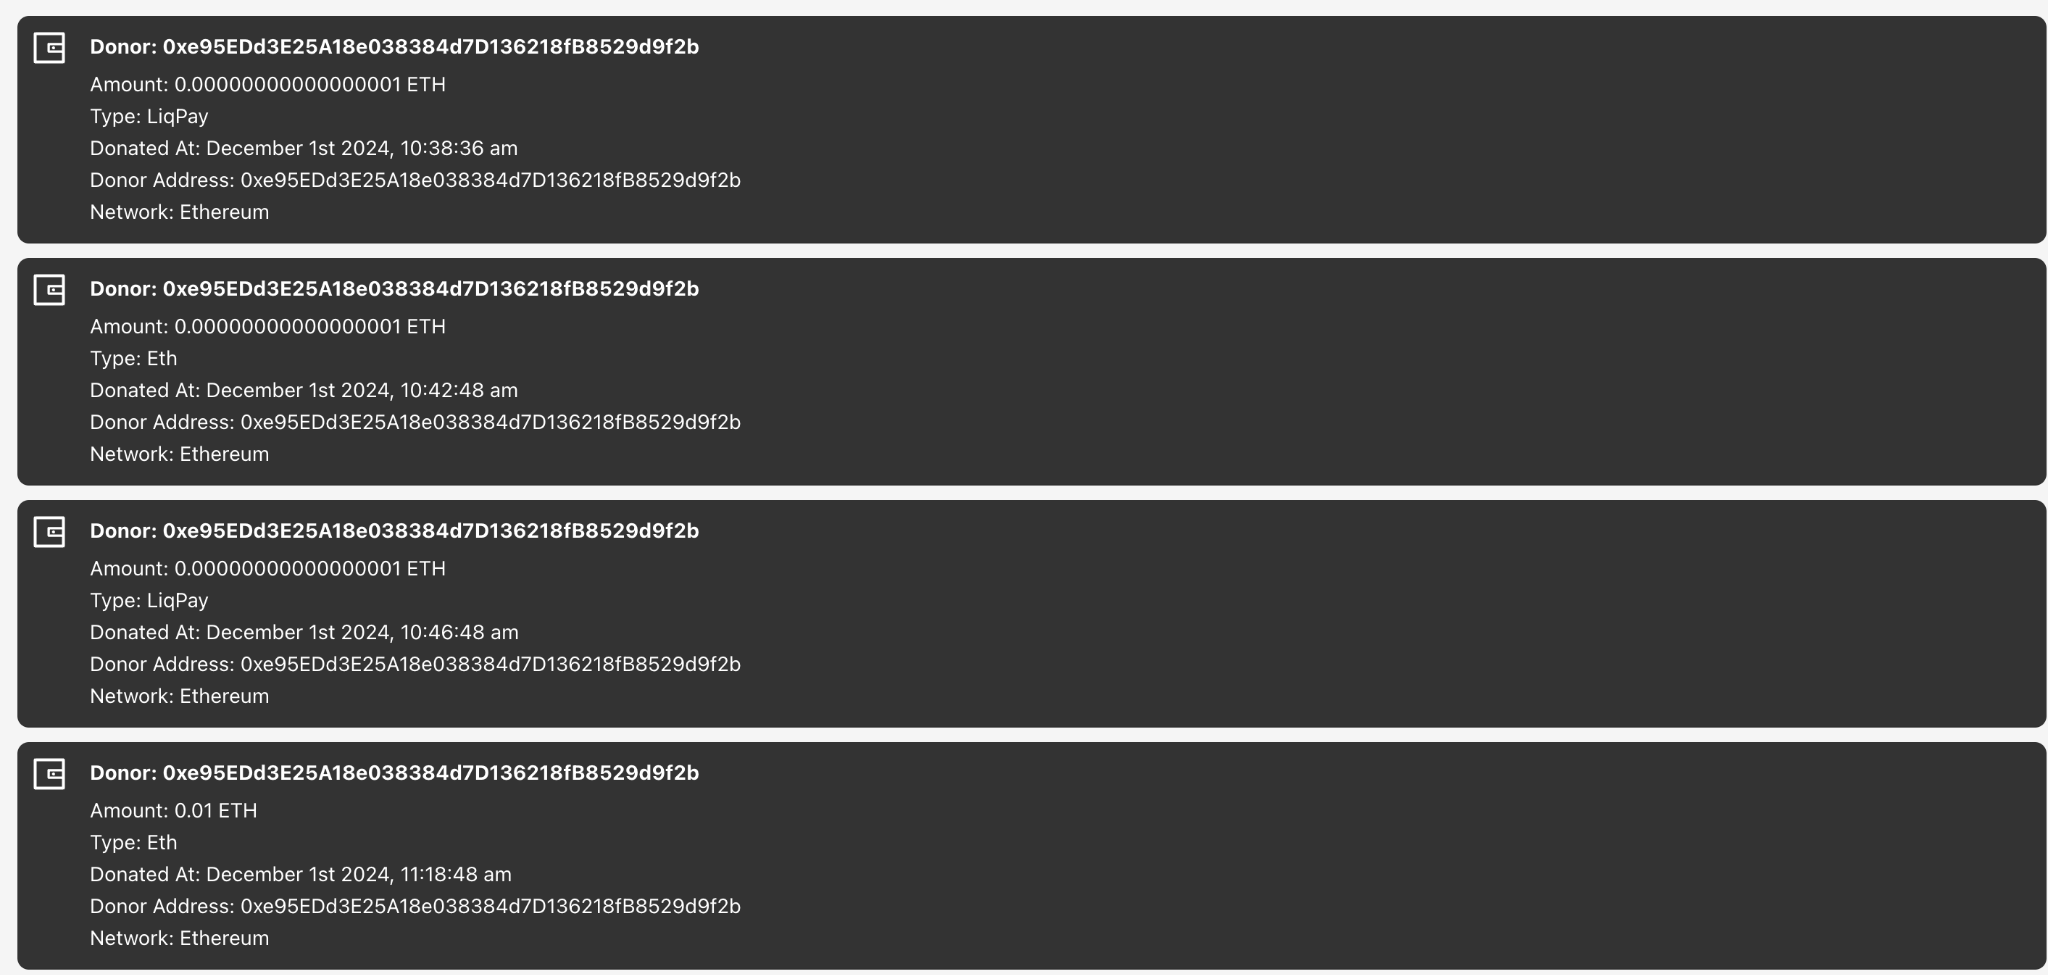 Donor: 0xe95EDd3E25A18e038384d7D136218fB8529d9f2b
Amount: 0.00000000000000001 ETH
Type: LiqPay
Donated At: December 1st 2024, 10:38:36 am
Donor Address: 0xe95EDd3E25A18e038384d7D136218fB8529d9f2b
Network: Ethereum
Donor: 0xe95EDd3E25A18e038384d7D136218fB8529d9f2b
Amount: 0.00000000000000001 ETH
Type: Eth
Donated At: December 1st 2024, 10:42:48 am
Donor Address: 0xe95EDd3E25A18e038384d7D136218fB8529d9f2b
Network: Ethereum
Donor: 0xe95EDd3E25A18e038384d7D136218fB8529d9f2b
Amount: 0.00000000000000001 ETH
Type: LiqPay
Donated At: December 1st 2024, 10:46:48 am
Donor Address: 0xe95EDd3E25A18e038384d7D136218fB8529d9f2b
Network: Ethereum
Donor: 0xe95EDd3E25A18e038384d7D136218fB8529d9f2b
Amount: 0.01 ETH
Type: Eth
Donated At: December 1st 2024, 11:18:48 am
Donor Address: 0xe95EDd3E25A18e038384d7D136218fB8529d9f2b
Network: Ethereum